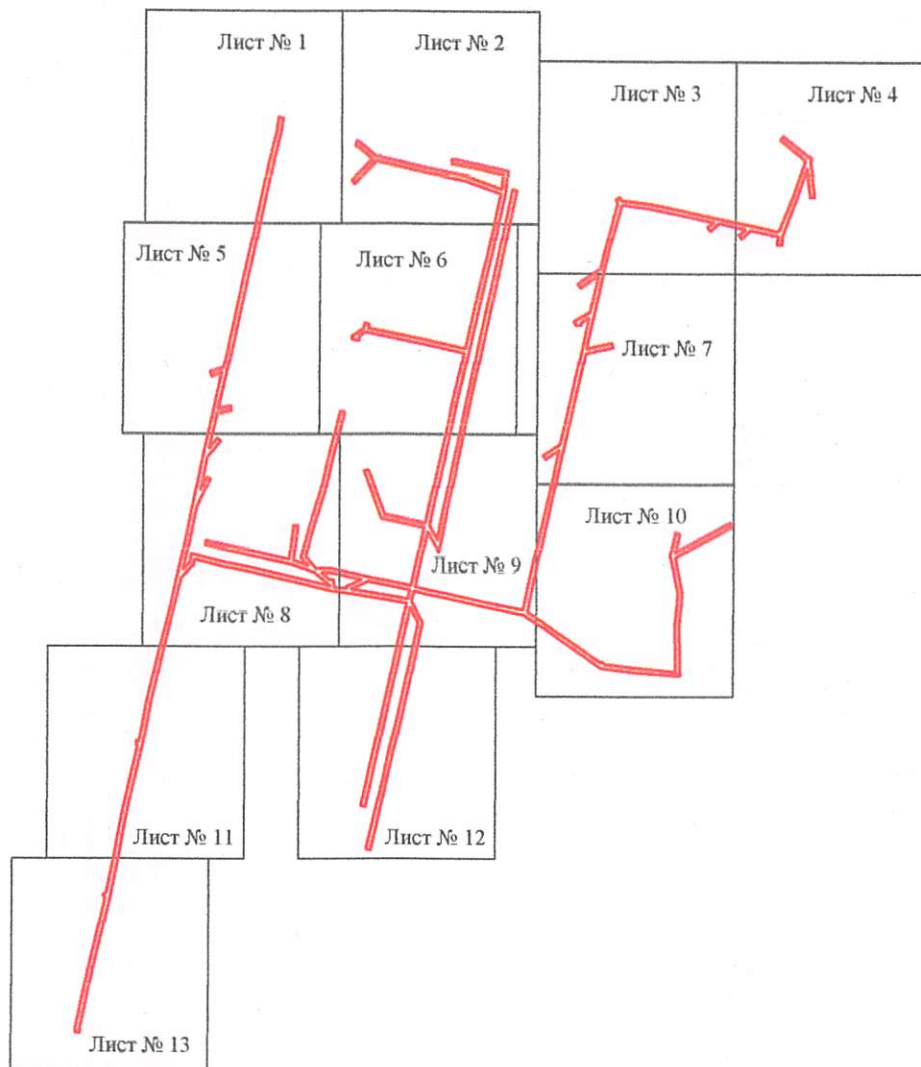 Лист № 1
Лист № 2
Лист № 3
Лист № 4
Лист № 5
Лист № 6
Лист № 7
Лист № 8
Лист № 9
Лист № 10
Лист № 11
Лист № 12
Лист № 13